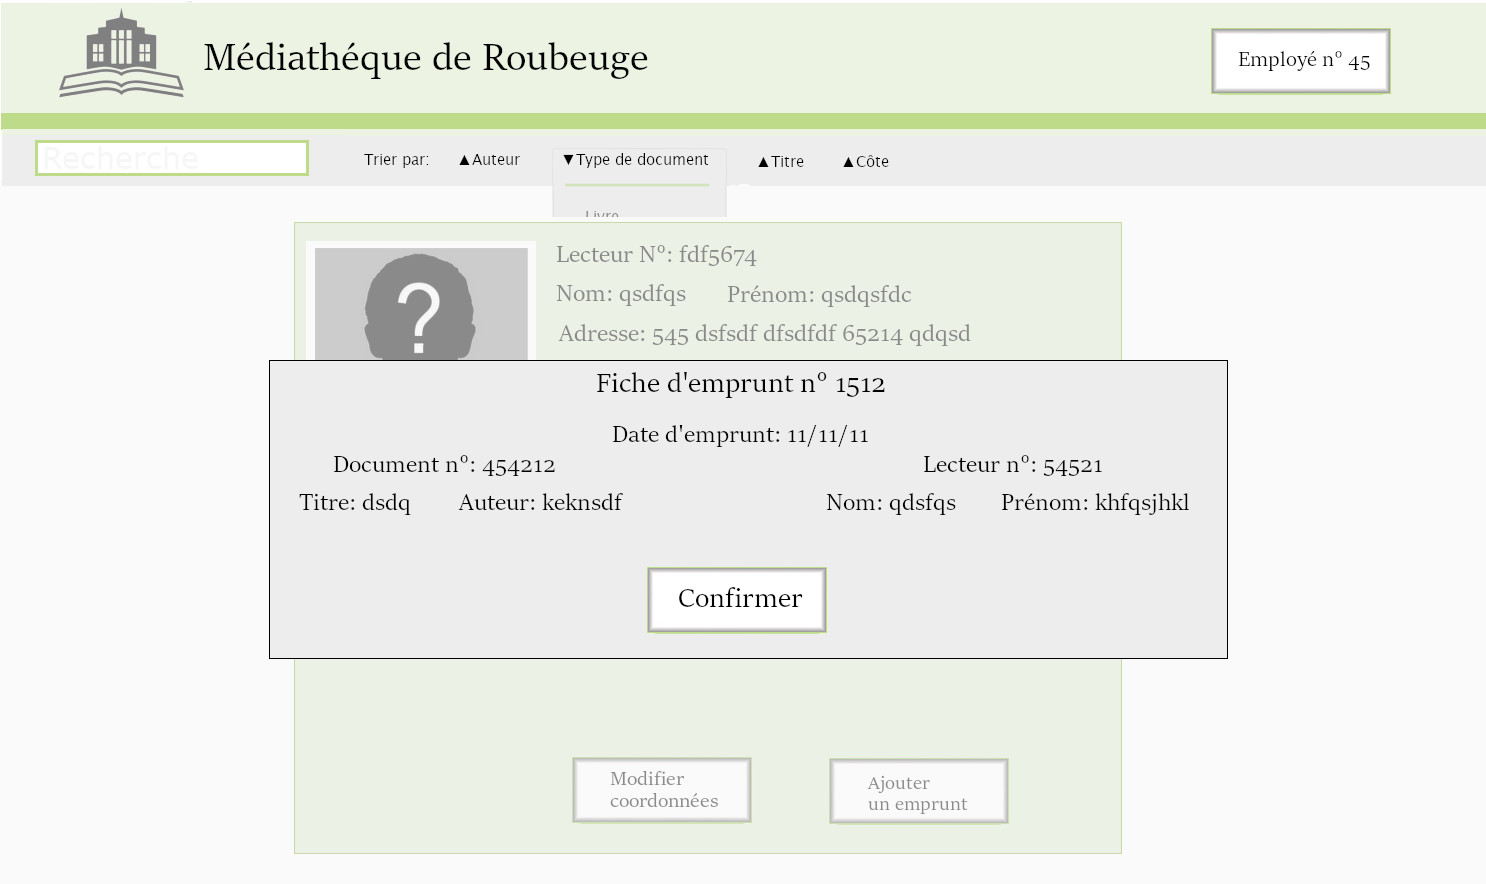 Médiathéque de Roubeuge
Employé n° 45
Recherche
Trier par: ▲Auteur ▼Type de document ▲Titre ▲Côte
Livre
Lecteur N°: fdf5674
Nom: qsdfqs Prénom: qsdqsfdc
Adresse: 545 dsfsdf dfsdfdf 65214 qdqsd
Fiche d'emprunt n° 1512
Date d'emprunt: 11/11/11
Document n°: 454212 Lecteur n°: 54521
Titre: dsdq Auteur: keknsdf Nom: qdsfqs Prénom: khfqsjhkl
Confirmer
Modifier
coordonnées
Ajouter
un emprunt